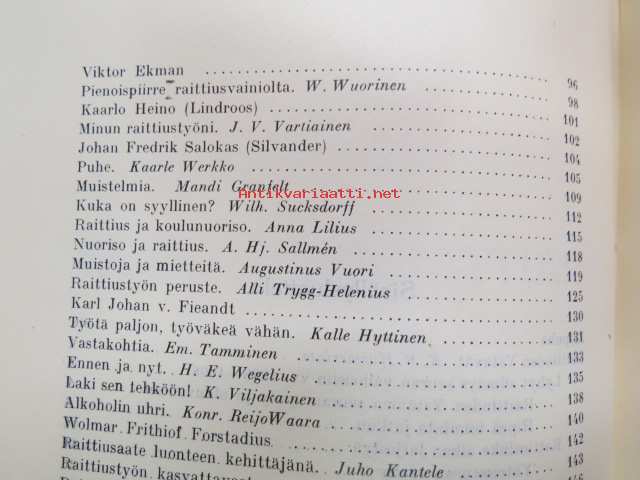 Viktor Ekman ........ 96
Pienoispiirre raittiusvainiolta. W. Wuorinen ........ 98
Kaarlo Heino (Lindroos) ........ 101
Minun raittiustyöni. J. V. Vartiainen ........ 102
Johan Fredrik Salokas (Silvander) ........ 104
Puhe. Kaarle Werkko ........ 105
Muistelmia. Mandi Granfelt ........ 109
Antikvariaatti.net
Kuka on syyllinen? Wilh. Sucksdorff ........ 112
Raittius ja koulunuoriso. Anna Lilius ........ 115
Nuoriso ja raittius. A. Hj. Sallmén ........ 118
Muistoja ja mietteitä. Augustinus Vuori ........ 119
Raittiustyön peruste. Alli Trygg-Helenius ........ 125
Karl Johan v. Fieandt ........ 130
Työtä paljon, työväkeä vähän. Kalle Hyttinen ........ 131
Vastakohtia. Em. Tamminen ........ 133
Ennen ja nyt. H. E. Wegelius ........ 135
Laki sen tehköön! K. Viljakainen ........ 138
Alkoholin uhri. Konr. ReijoWaara ........ 140
Wolmar Frithiof Forstadius ........ 142
Raittiusaate luonteen kehittäjänä. Juho Kantele ........ 143
Raittiustyön ........ 146